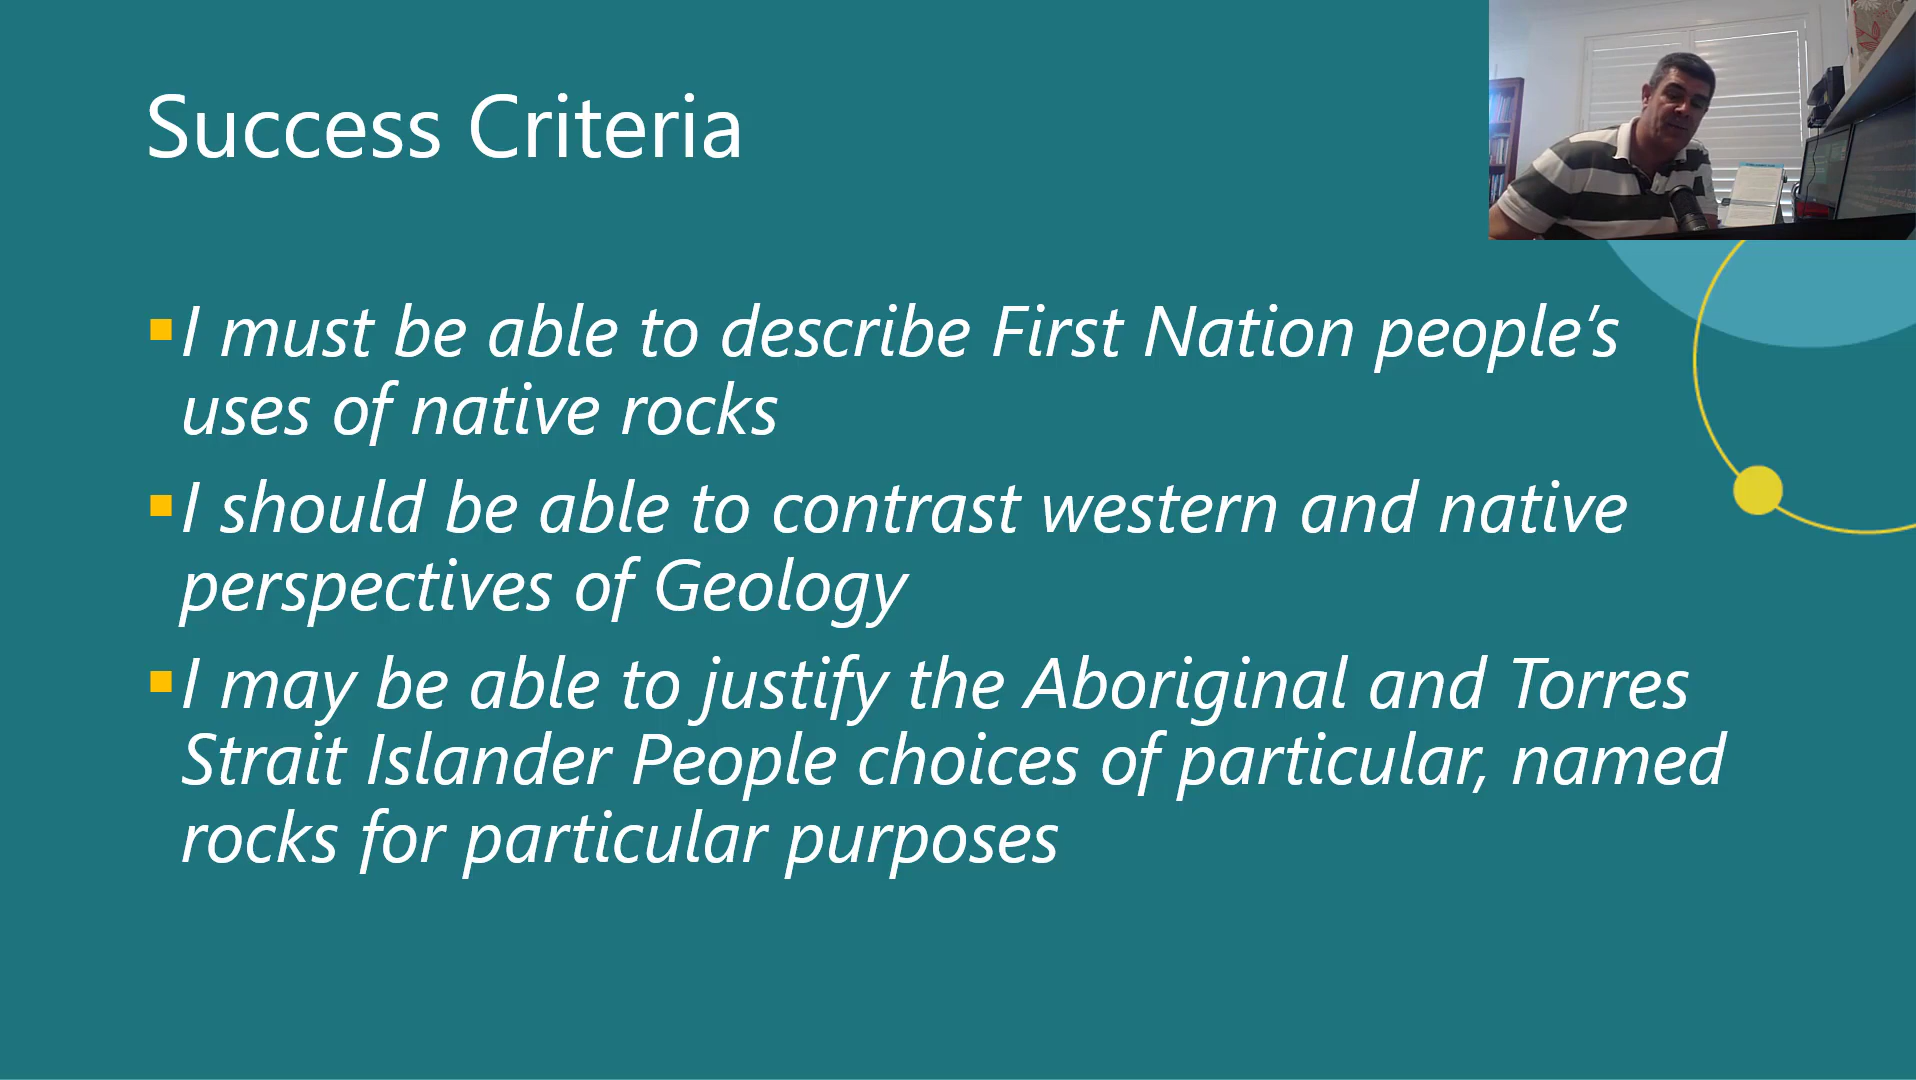 Success Criteria
I must be able to describe First Nation people’s
uses of native rocks
I should be able to contrast western and native
perspectives of Geology
I may be able to justify the Aboriginal and Torres
Strait Islander People choices of particular, named
rocks for particular purposes